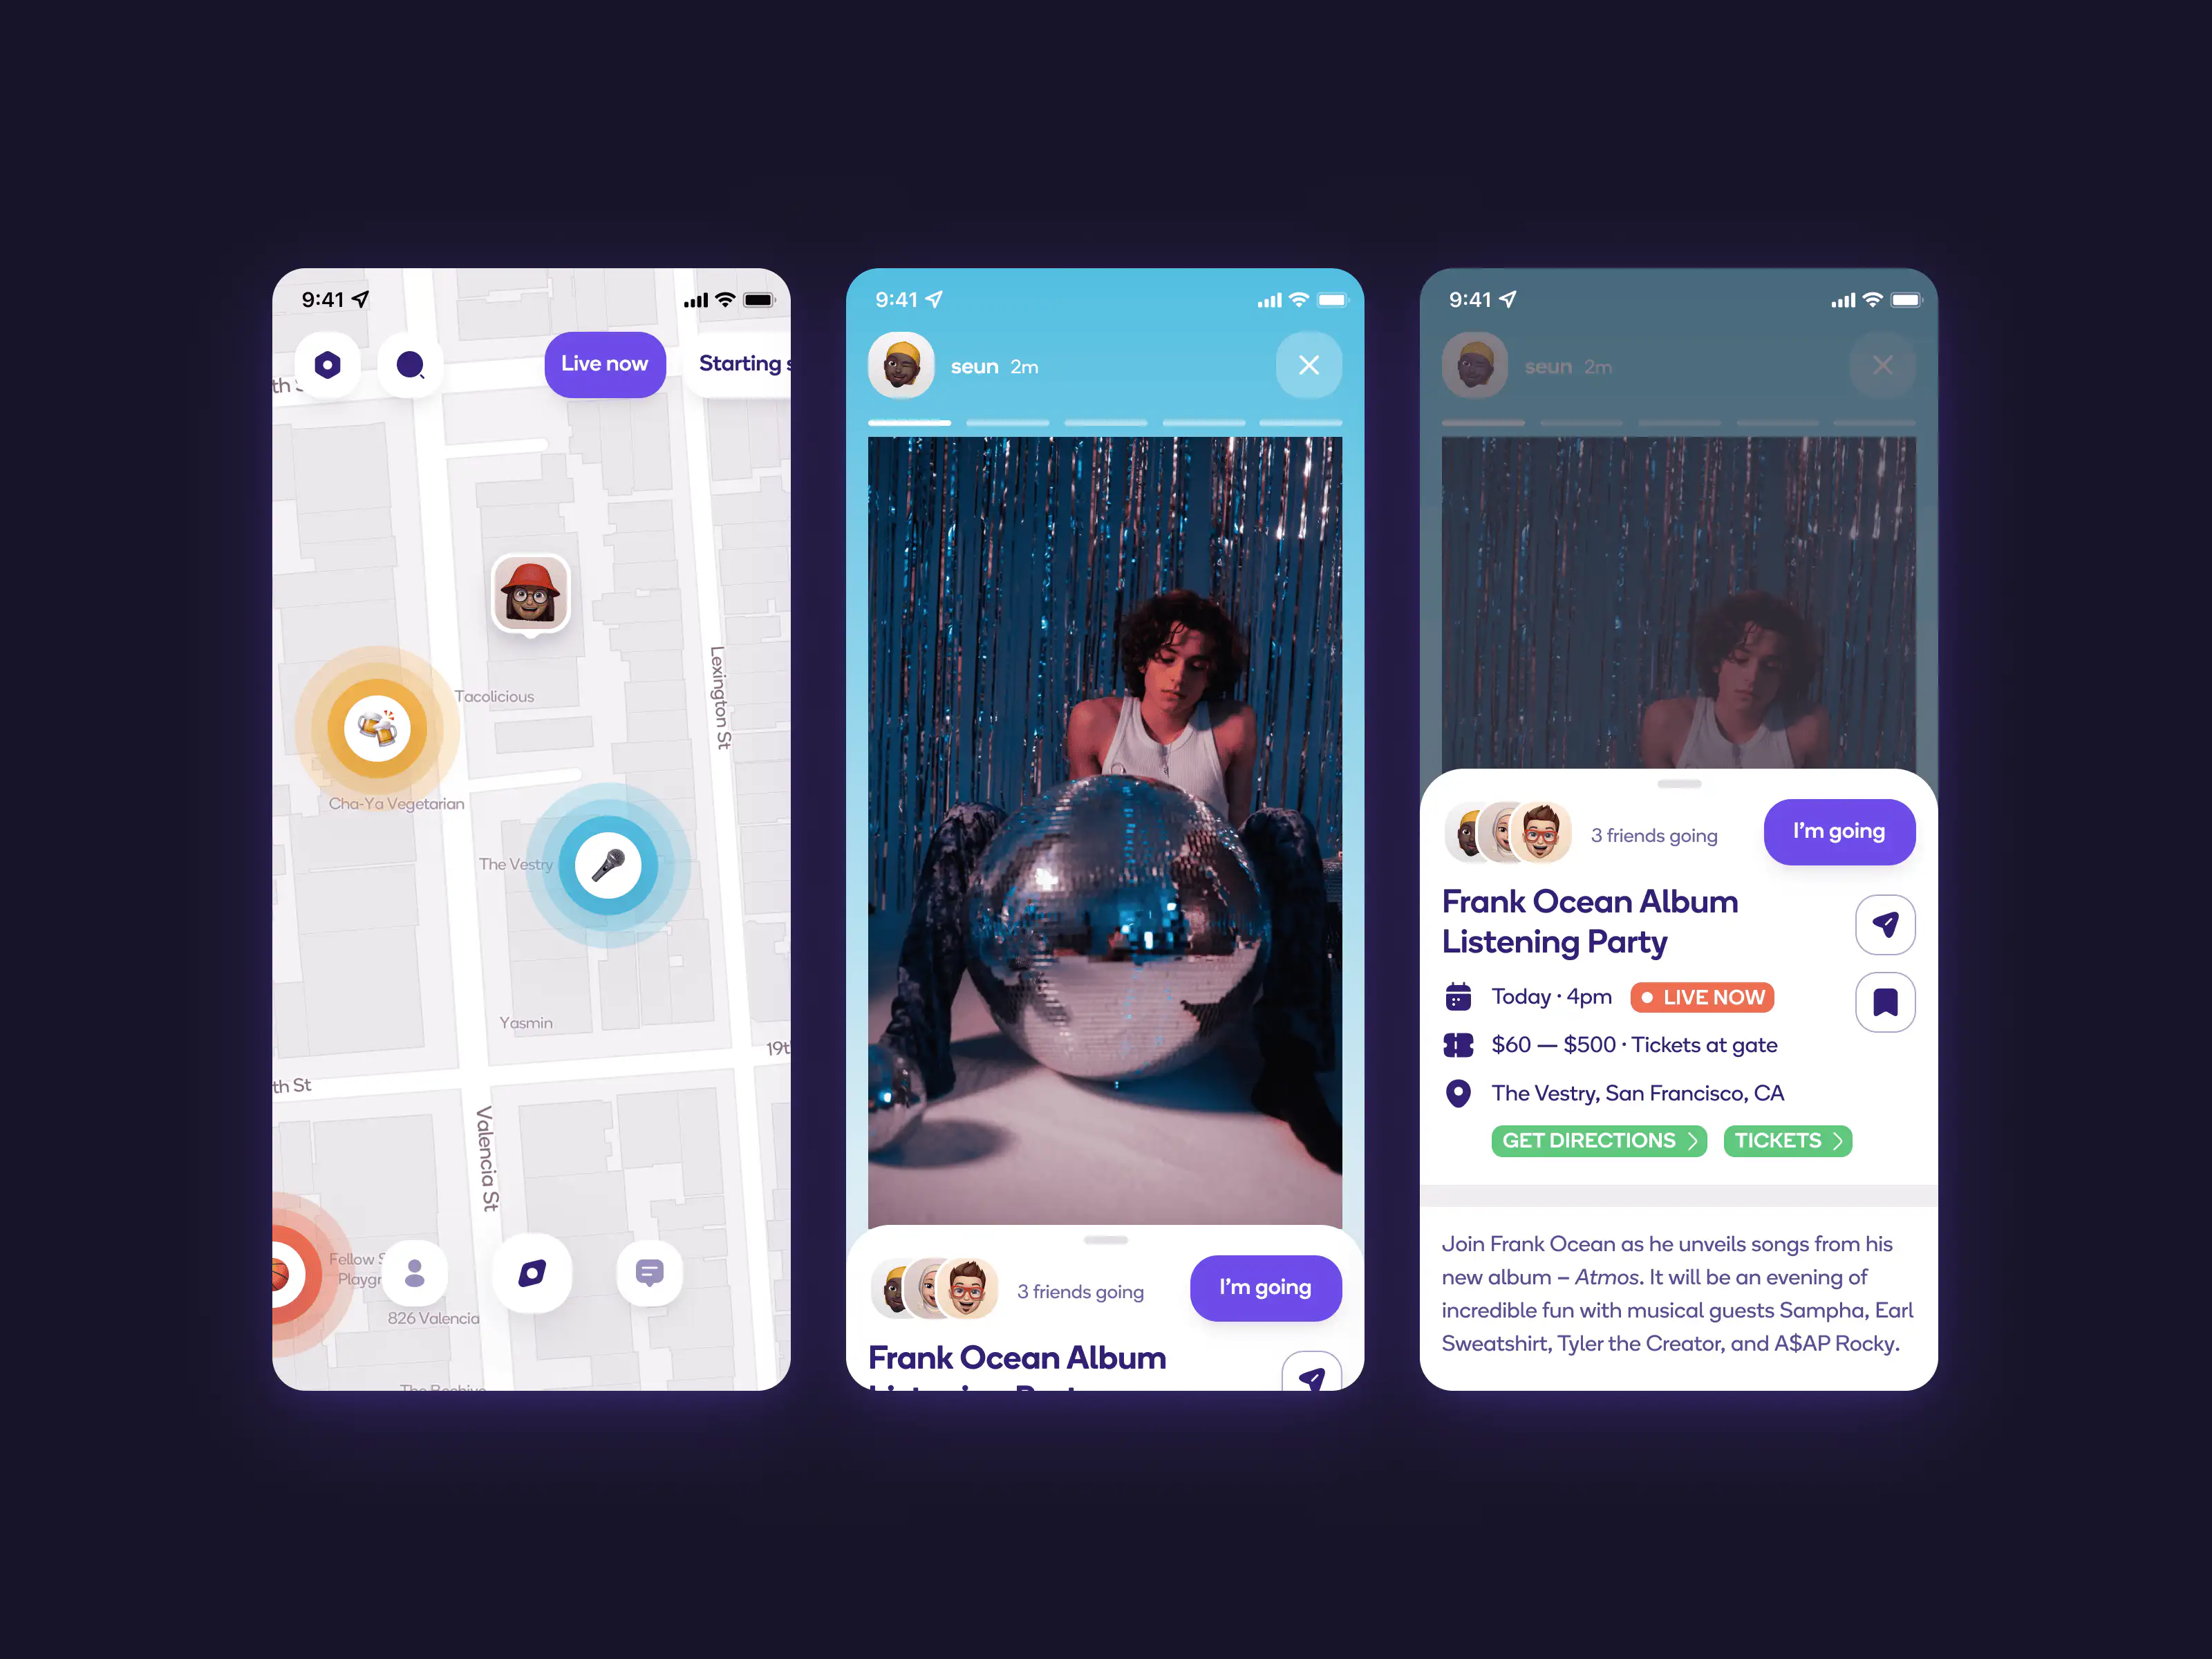 9:41
th S
Live now
Starting s
Tacolicious
Lexington St
Cha-Ya Vegetarian
The Vestry
Yasmin
19t
th St
Valencia St
Fellow S
Playgr
826 Valencia
The Beehive
9:41
seun 2m
3 friends going
I'm going
Frank Ocean Album
Listening Party
9:41
seun 2m
3 friends going
I'm going
Frank Ocean Album
Listening Party
Today · 4pm
LIVE NOW
$60 — $500 · Tickets at gate
The Vestry, San Francisco, CA
GET DIRECTIONS
TICKETS
Join Frank Ocean as he unveils songs from his
new album – Atmos. It will be an evening of
incredible fun with musical guests Sampha, Earl
Sweatshirt, Tyler the Creator, and A$AP Rocky.